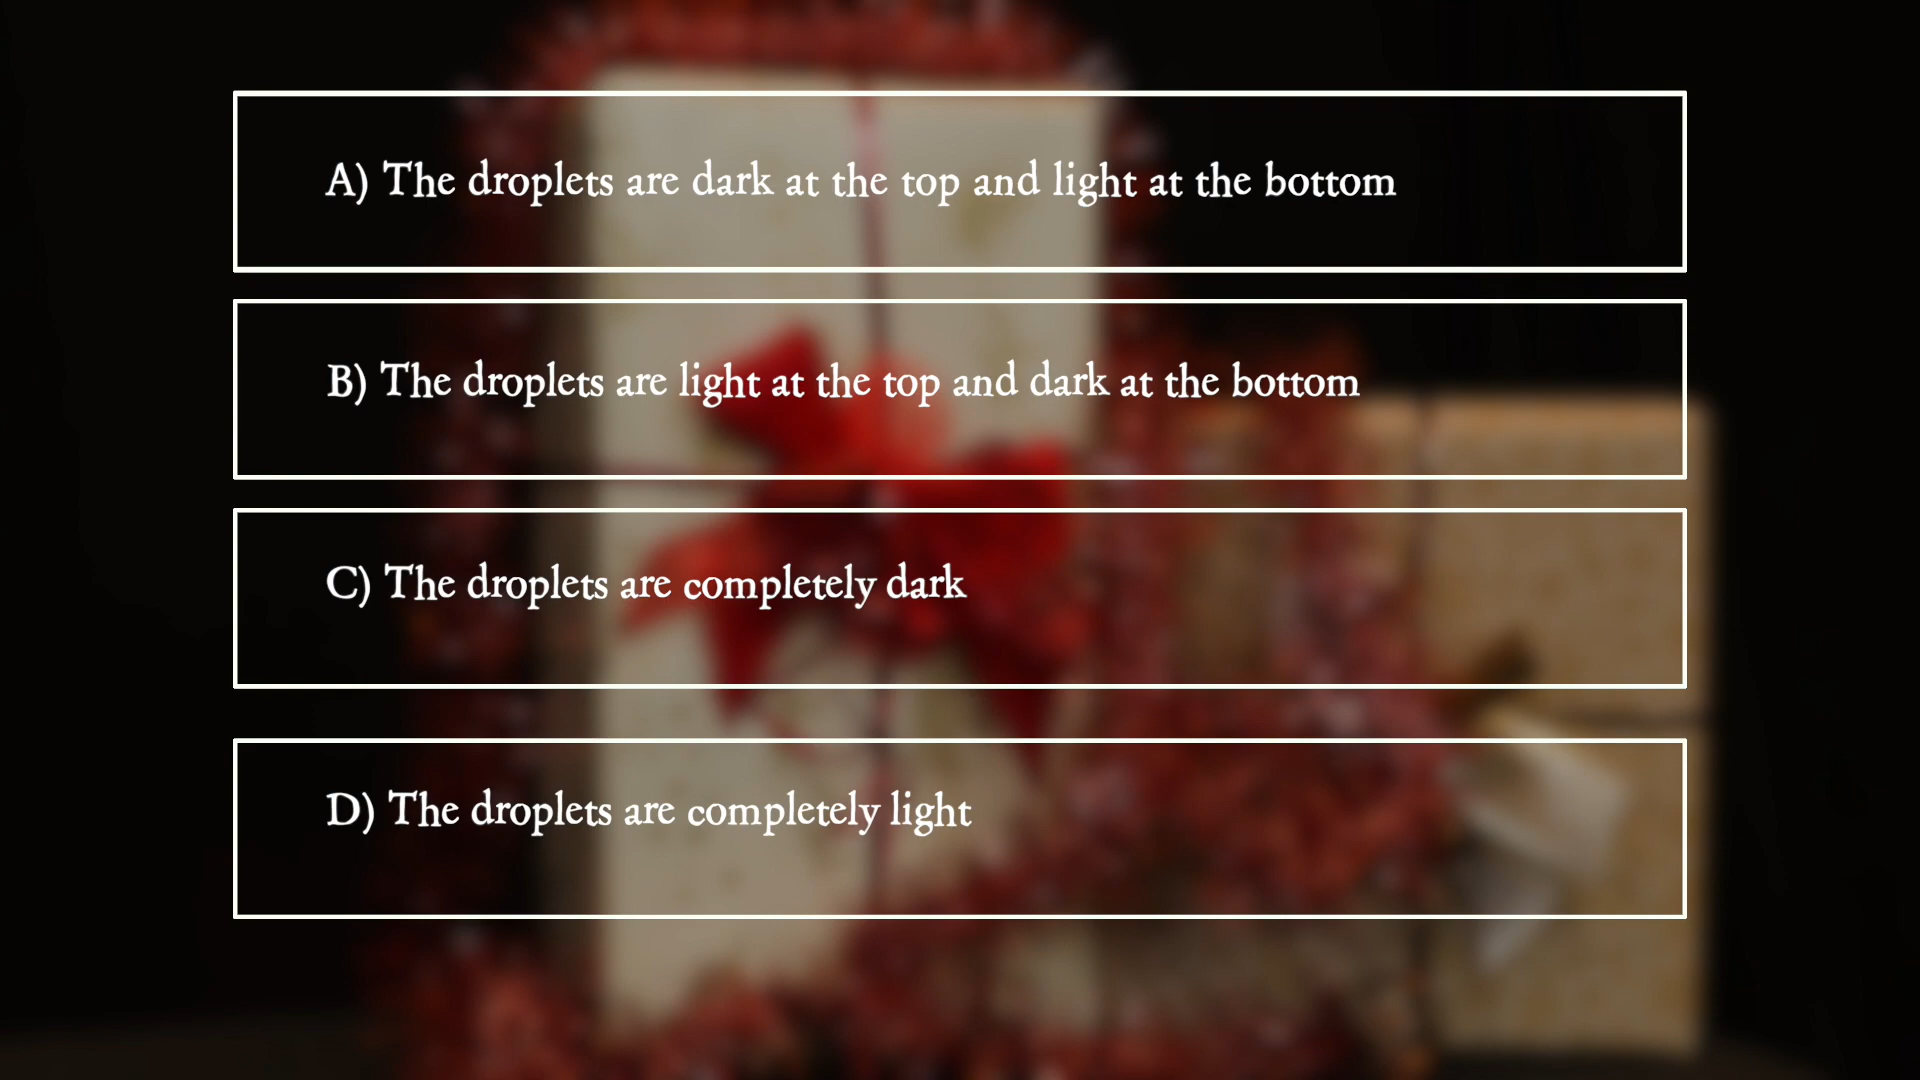 A) The droplets are dark at the top and light at the bottom
B) The droplets are light at the top and dark at the bottom
C) The droplets are completely dark
D) The droplets are completely light